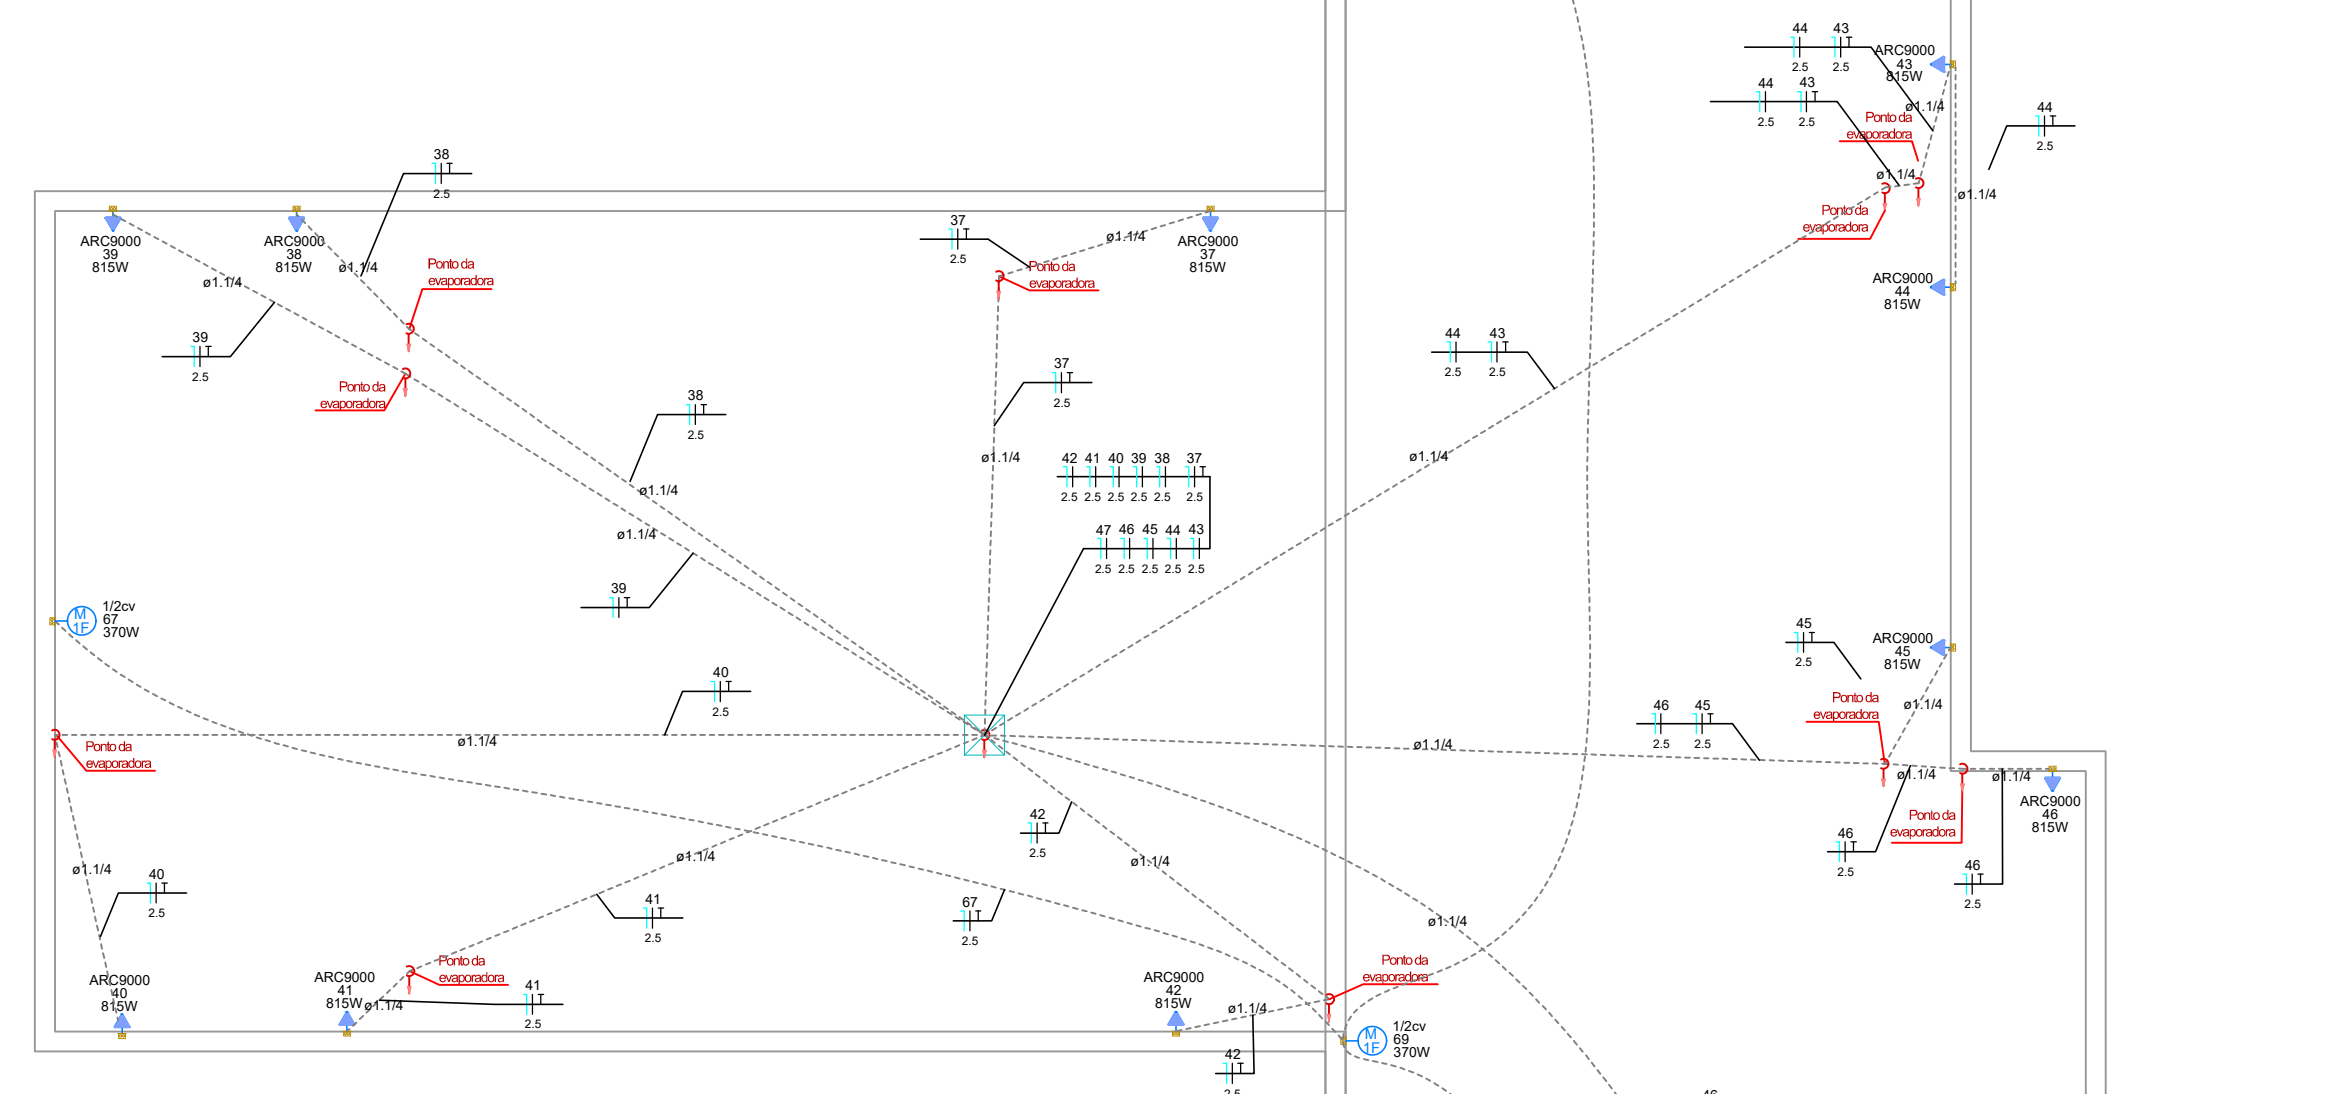 44 43
2.5 2.5
ARC9000
43
815W
44 43
2.5 2.5
ø1.1/4
Ponto da
evaporadora
44
2.5
38
2.5
ø1.1/4
ø1.1/4
Ponto da
evaporadora
ARC9000
39
815W
ARC9000
38
815W
ø1.1/4
ø1.1/4
37
2.5
ø1.1/4
ARC9000
37
815W
Ponto da
evaporadora
Ponto da
evaporadora
ARC9000
44
815W
39
2.5
Ponto da
evaporadora
44 43
2.5 2.5
37
2.5
38
2.5
ø1.1/4
ø1.1/4
42 41 40 39 38 37
2.5 2.5 2.5 2.5 2.5 2.5
ø1.1/4
ø1.1/4
47 46 45 44 43
2.5 2.5 2.5 2.5 2.5
39
2.5
M
1F
1/2cv
67
370W
45
2.5
ARC9000
45
815W
40
2.5
Ponto da
evaporadora
ø1.1/4
46 45
2.5 2.5
ø1.1/4
ø1.1/4
Ponto da
evaporadora
ø1.1/4
ø1.1/4
ARC9000
46
815W
Ponto da
evaporadora
42
2.5
46
2.5
ø1.1/4
ø1.1/4
ø1.1/4
40
2.5
46
2.5
41
2.5
67
2.5
ø1.1/4
Ponto da
evaporadora
Ponto da
evaporadora
ARC9000
40
815W
ARC9000
41
815W
ø1.1/4
41
2.5
ARC9000
42
815W
ø1.1/4
M
1F
1/2cv
69
370W
42
2.5
46